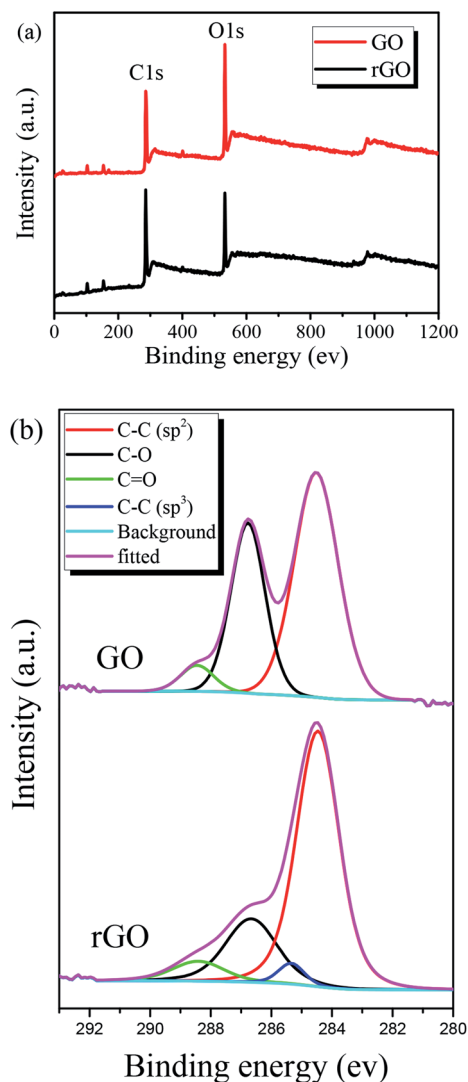 (a)
O1s
C1s
GO
rGO
Intensity (a.u.)
0 200 400 600 800 1000 1200
Binding energy (ev)
(b)
C-C (sp²)
C-O
C=O
C-C (sp³)
Background
fitted
GO
rGO
Intensity (a.u.)
292 290 288 286 284 282 280
Binding energy (ev)